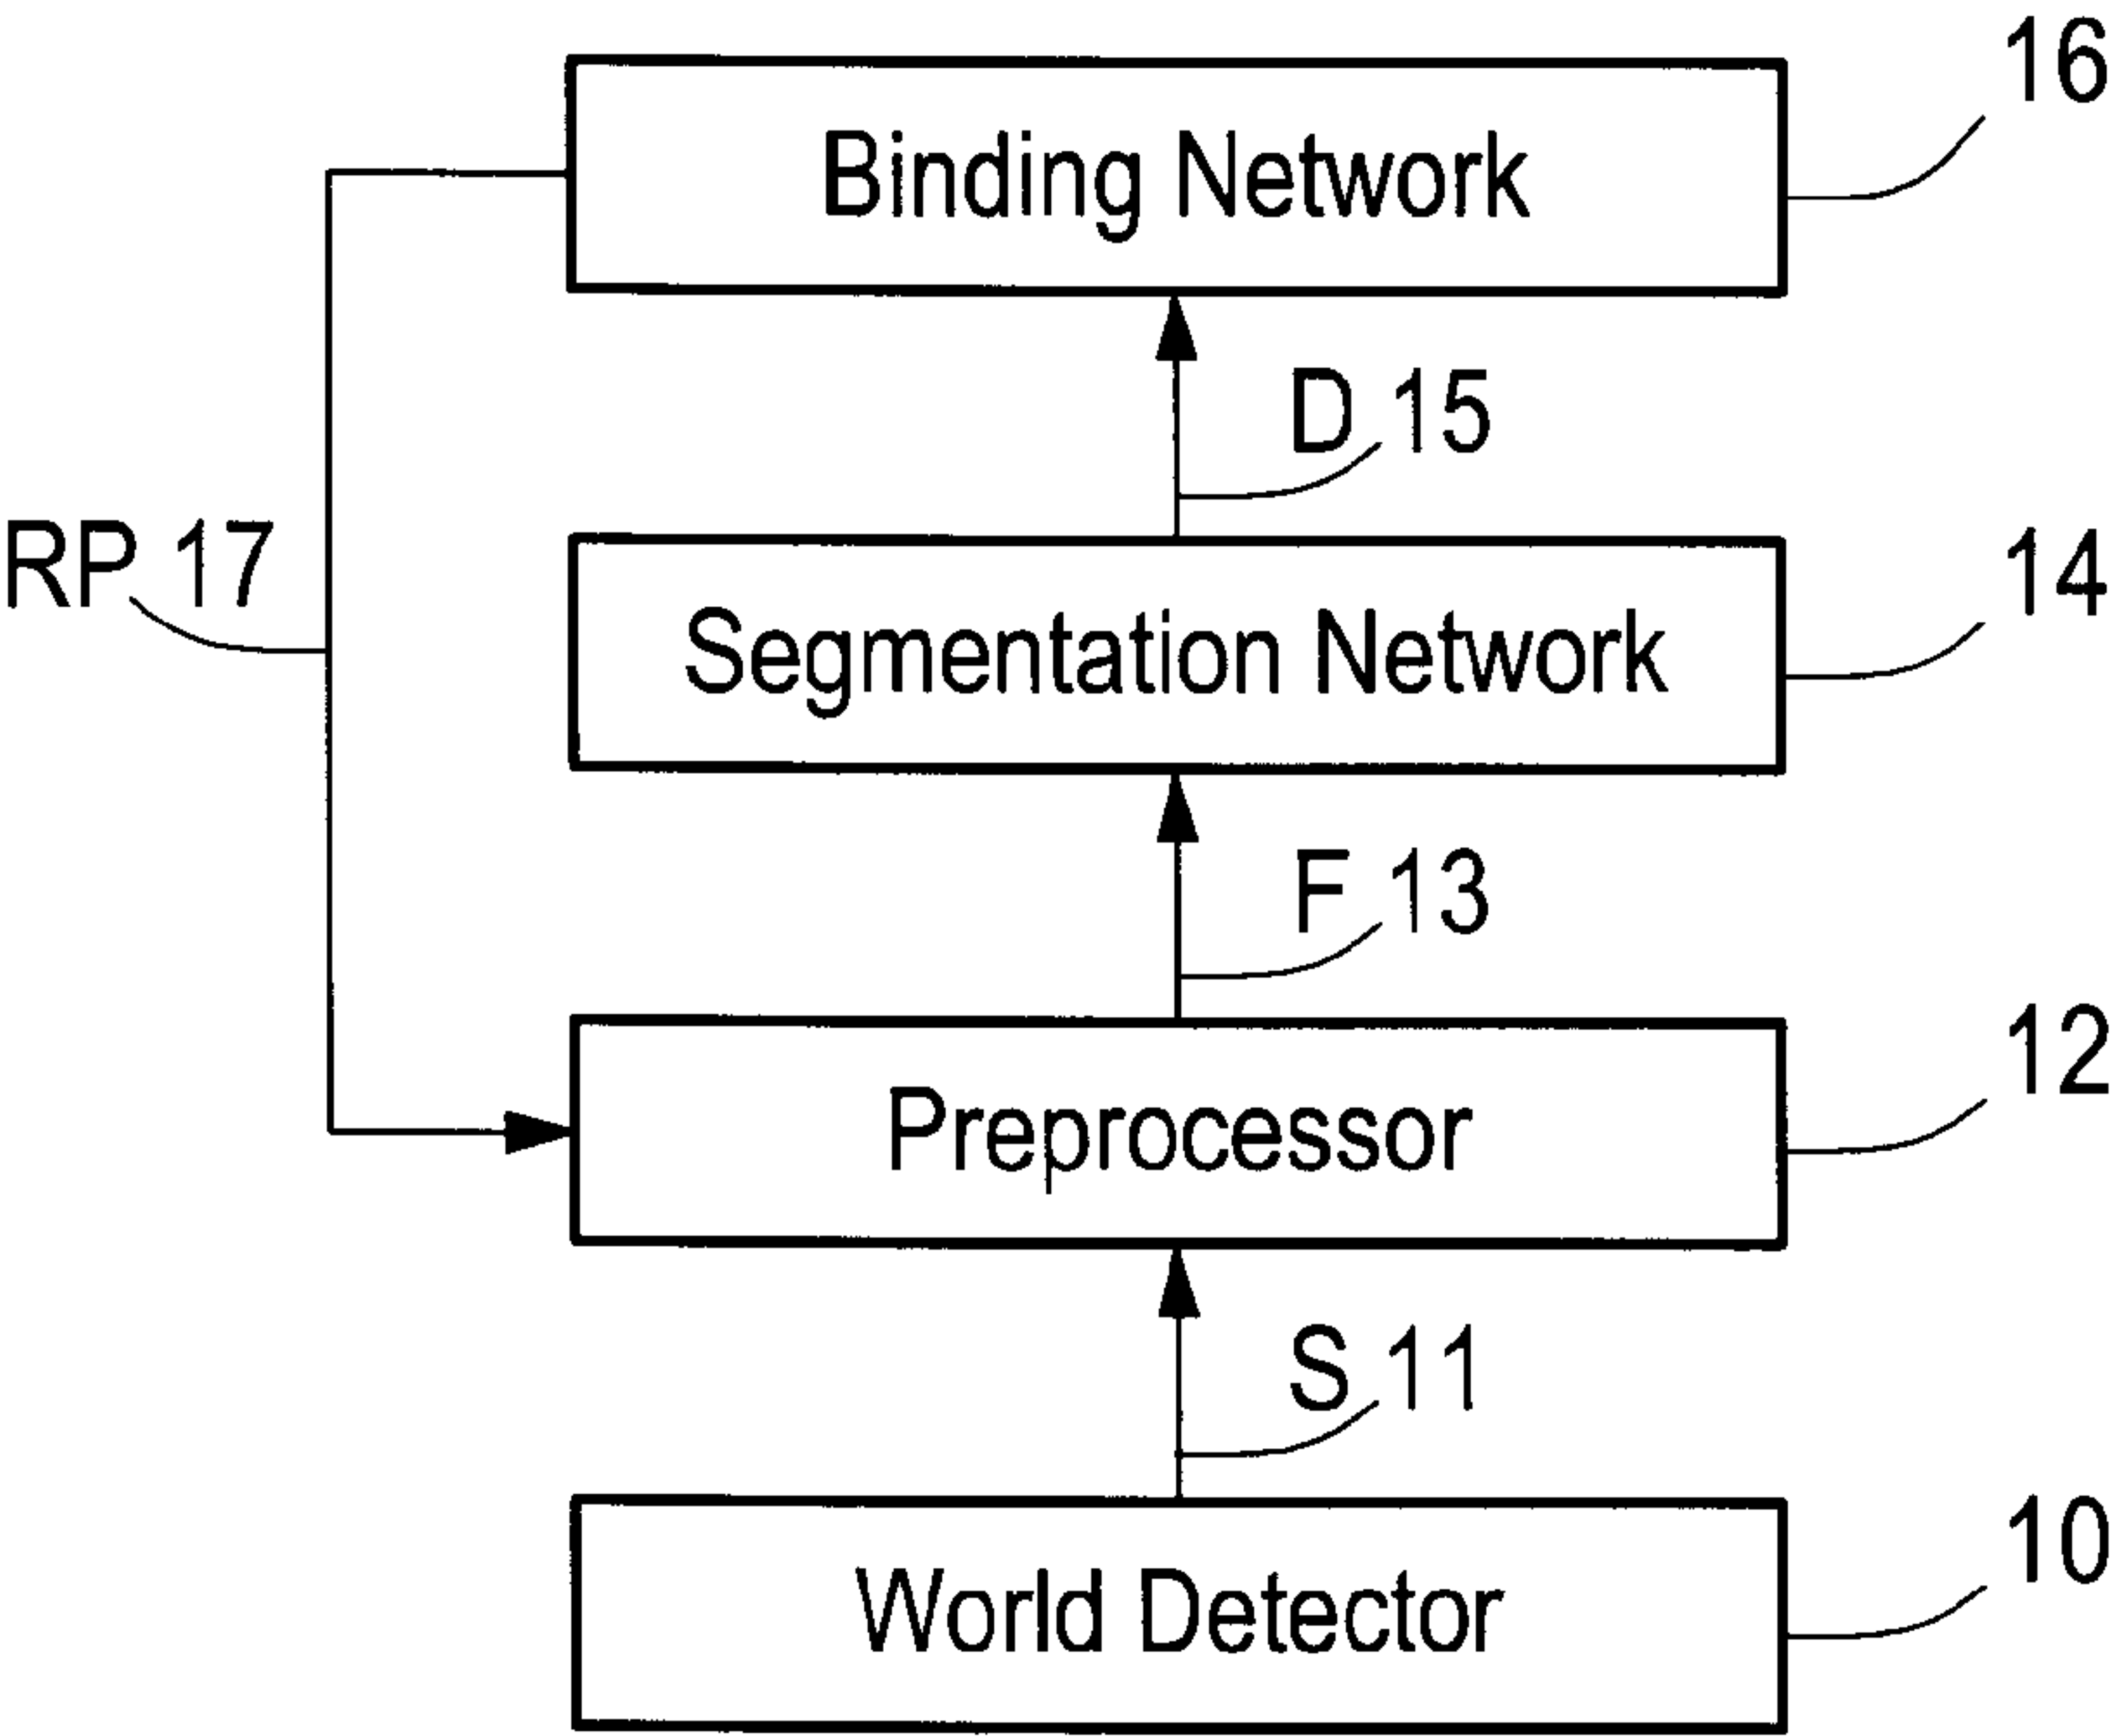 16
Binding Network
D 15
RP 17
14
Segmentation Network
F 13
12
Preprocessor
S 11
10
World Detector